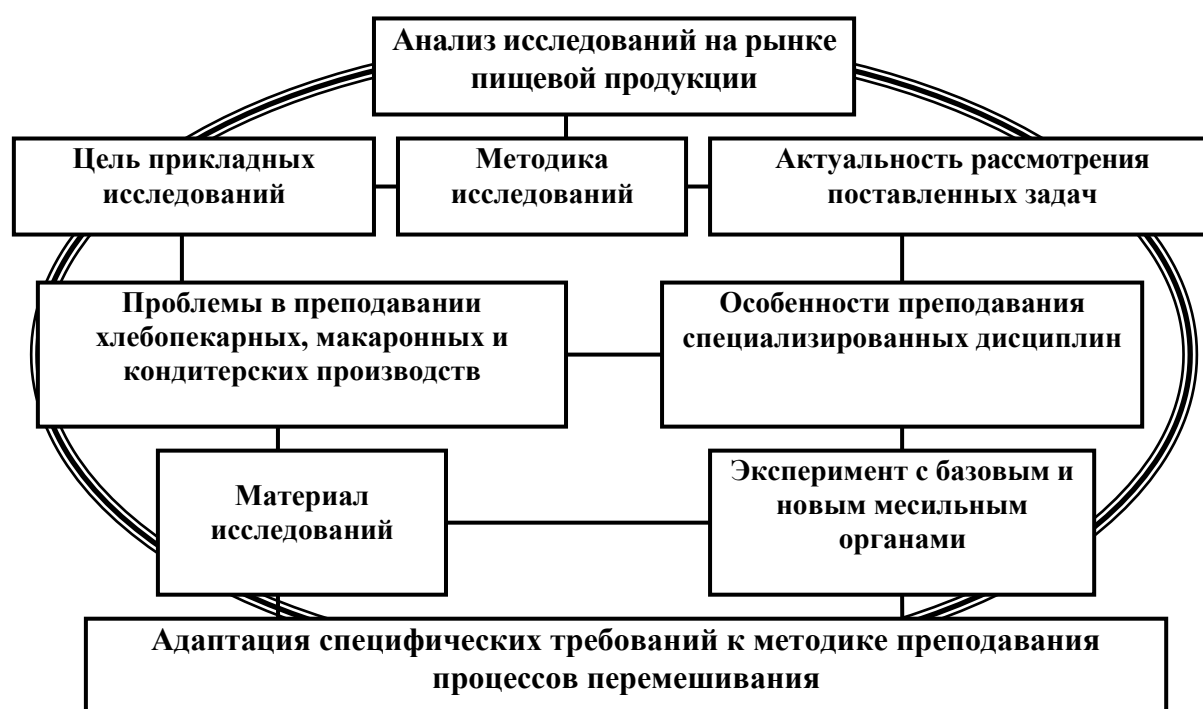 Анализ исследований на рынке
пищевой продукции
Цель прикладных
исследований
Методика
исследований
Актуальность рассмотрения
поставленных задач
Проблемы в преподавании
хлебопекарных, макаронных и
кондитерских производств
Особенности преподавания
специализированных дисциплин
Материал
исследований
Эксперимент с базовым и
новым месильным
органами
Адаптация специфических требований к методике преподавания
процессов перемешивания